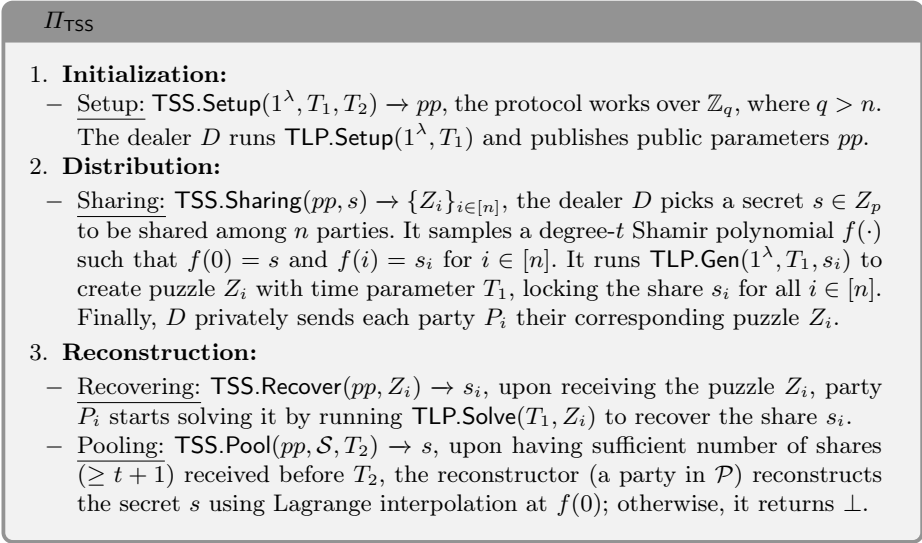 Π_TSS
1. Initialization:
– Setup: TSS.Setup(1^λ, T_1, T_2) → pp, the protocol works over ℤ_q, where q > n.
The dealer D runs TLP.Setup(1^λ, T_1) and publishes public parameters pp.
2. Distribution:
– Sharing: TSS.Sharing(pp, s) → {Z_i}_{i∈[n]}, the dealer D picks a secret s ∈ Z_p
to be shared among n parties. It samples a degree-t Shamir polynomial f(·)
such that f(0) = s and f(i) = s_i for i ∈ [n]. It runs TLP.Gen(1^λ, T_1, s_i) to
create puzzle Z_i with time parameter T_1, locking the share s_i for all i ∈ [n].
Finally, D privately sends each party P_i their corresponding puzzle Z_i.
3. Reconstruction:
– Recovering: TSS.Recover(pp, Z_i) → s_i, upon receiving the puzzle Z_i, party
P_i starts solving it by running TLP.Solve(T_1, Z_i) to recover the share s_i.
– Pooling: TSS.Pool(pp, 𝒮, T_2) → s, upon having sufficient number of shares
(≥ t + 1) received before T_2, the reconstructor (a party in 𝒫) reconstructs
the secret s using Lagrange interpolation at f(0); otherwise, it returns ⊥.